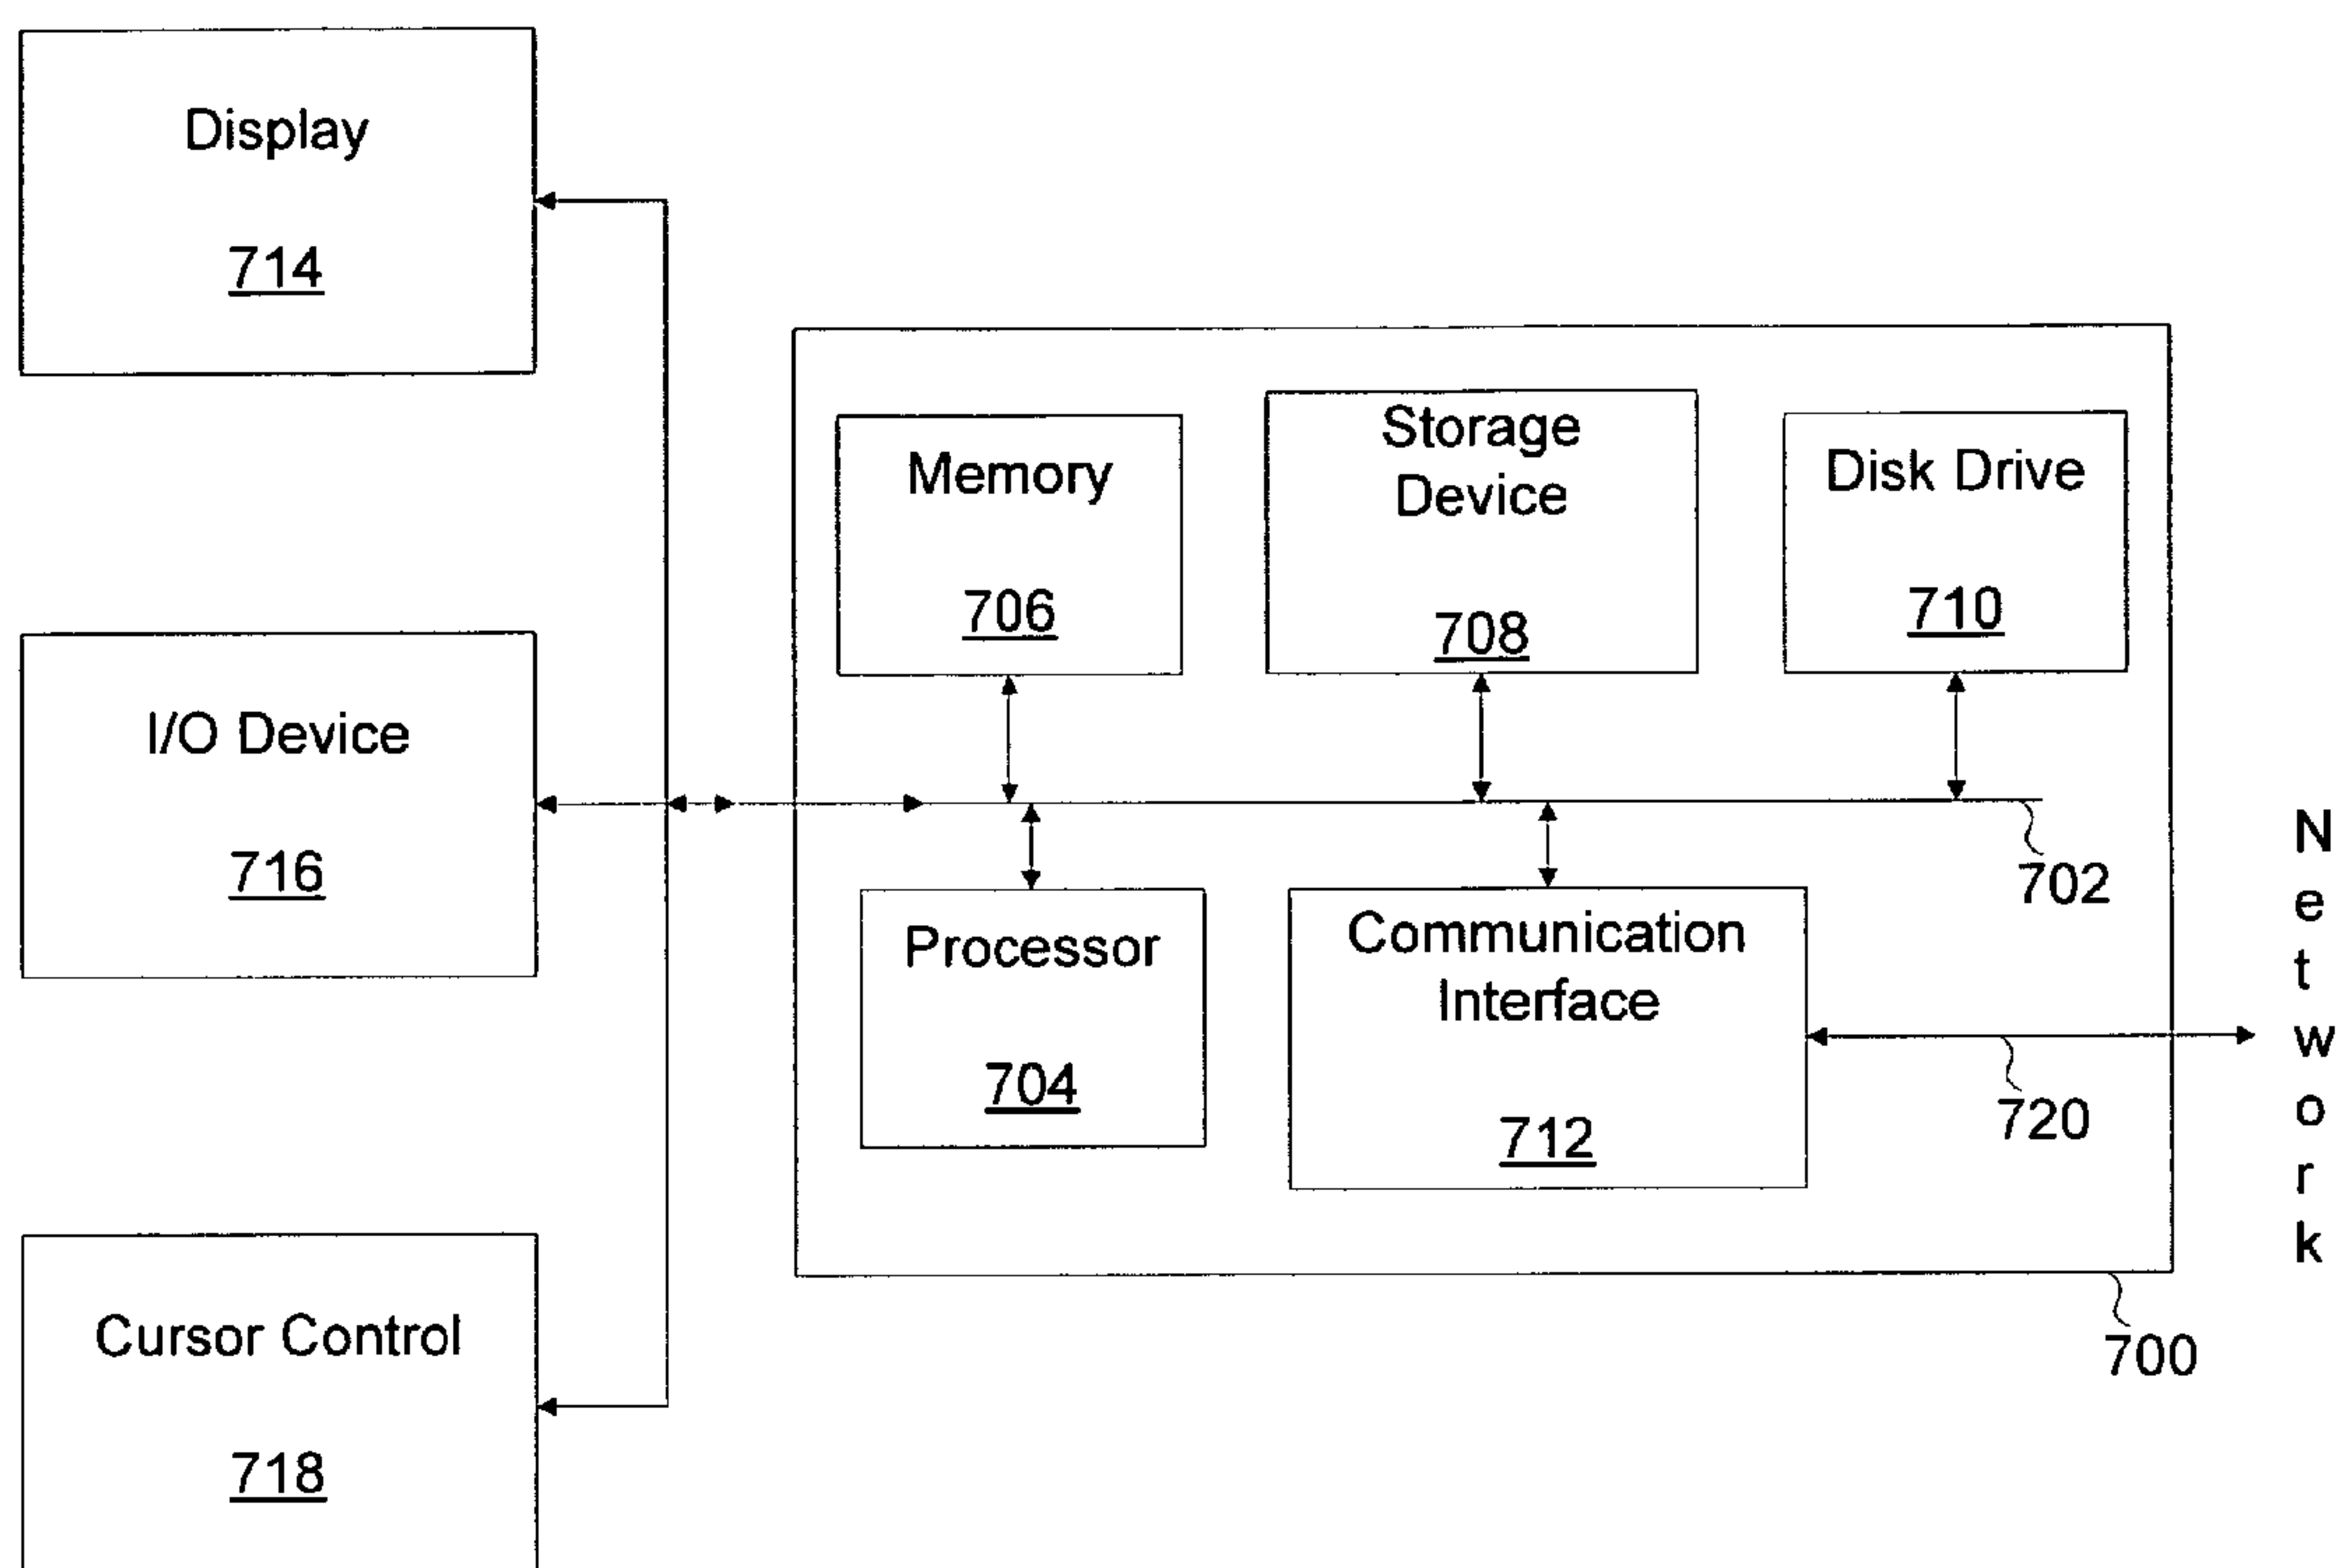 Display
714
I/O Device
716
Cursor Control
718
Memory
706
Storage
Device
708
Disk Drive
710
702
Processor
704
Communication
Interface
712
720
700
Network